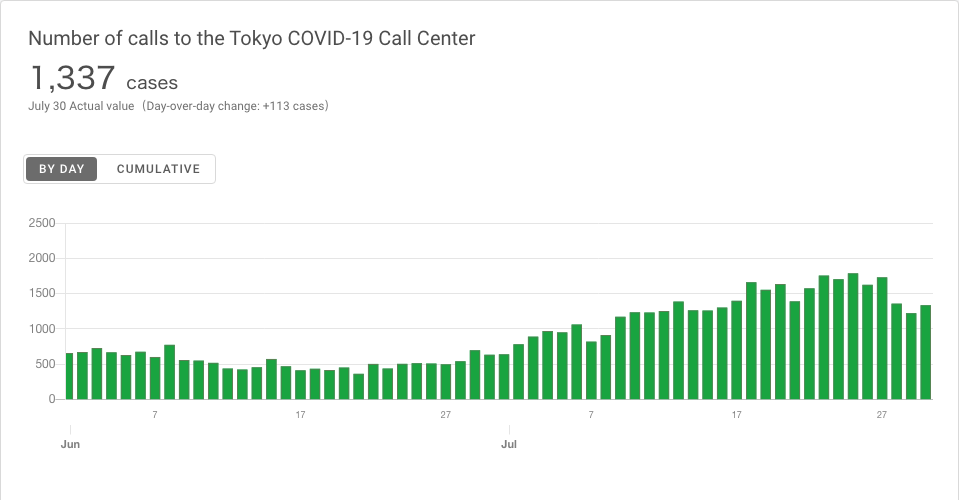 Number of calls to the Tokyo COVID-19 Call Center
1,337 cases
July 30 Actual value（Day-over-day change: +113 cases）
BY DAY CUMULATIVE
2500
2000
1500
1000
500
0
7 17 27 7 17 27
Jun Jul